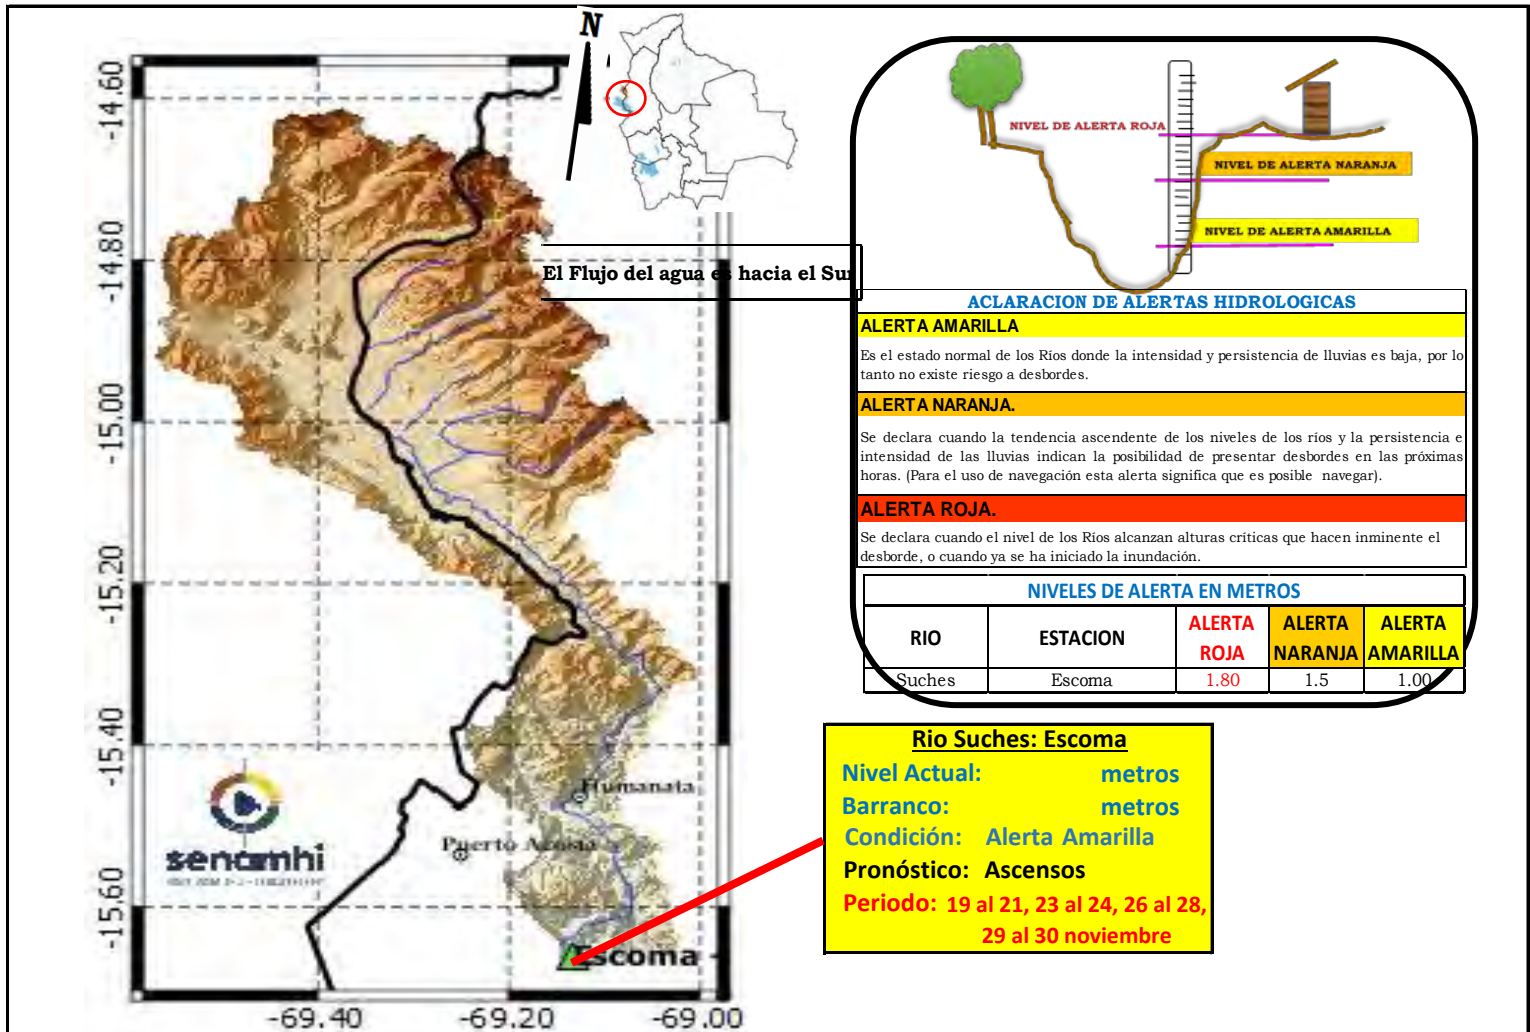 N
-14.60
-14.80
-15.00
-15.20
-15.40
-15.60
-69.40
-69.20
-69.00
El Flujo del agua es hacia el Sur
Humanata
Puerto Acosta
Escoma
senamhi
NIVEL DE ALERTA ROJA
NIVEL DE ALERTA NARANJA
NIVEL DE ALERTA AMARILLA
ACLARACION DE ALERTAS HIDROLOGICAS
ALERTA AMARILLA
Es el estado normal de los Ríos donde la intensidad y persistencia de lluvias es baja, por lo
tanto no existe riesgo a desbordes.
ALERTA NARANJA.
Se declara cuando la tendencia ascendente de los niveles de los ríos y la persistencia e
intensidad de las lluvias indican la posibilidad de presentar desbordes en las próximas
horas. (Para el uso de navegación esta alerta significa que es posible navegar).
ALERTA ROJA.
Se declara cuando el nivel de los Ríos alcanzan alturas críticas que hacen inminente el
desborde, o cuando ya se ha iniciado la inundación.
NIVELES DE ALERTA EN METROS
RIO ESTACION ALERTA ROJA ALERTA NARANJA ALERTA AMARILLA
Suches Escoma 1.80 1.5 1.00
Rio Suches: Escoma
Nivel Actual: metros
Barranco: metros
Condición: Alerta Amarilla
Pronóstico: Ascensos
Periodo: 19 al 21, 23 al 24, 26 al 28,
29 al 30 noviembre